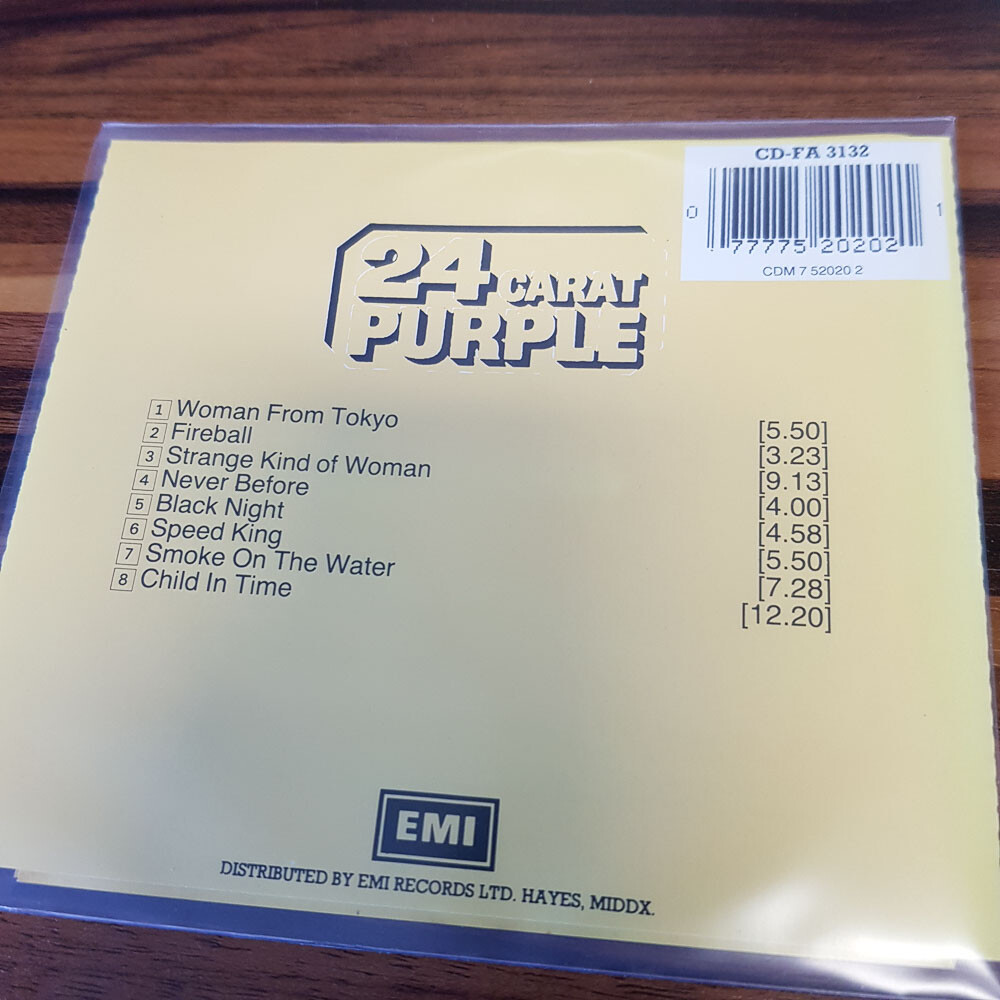 CD-FA 3132
0 77775 20202 1
CDM 7 52020 2
24 CARAT
PURPLE
1 Woman From Tokyo [5.50]
2 Fireball [3.23]
3 Strange Kind of Woman [9.13]
4 Never Before [4.00]
5 Black Night [4.58]
6 Speed King [5.50]
7 Smoke On The Water [7.28]
8 Child In Time [12.20]
EMI
DISTRIBUTED BY EMI RECORDS LTD. HAYES, MIDDX.